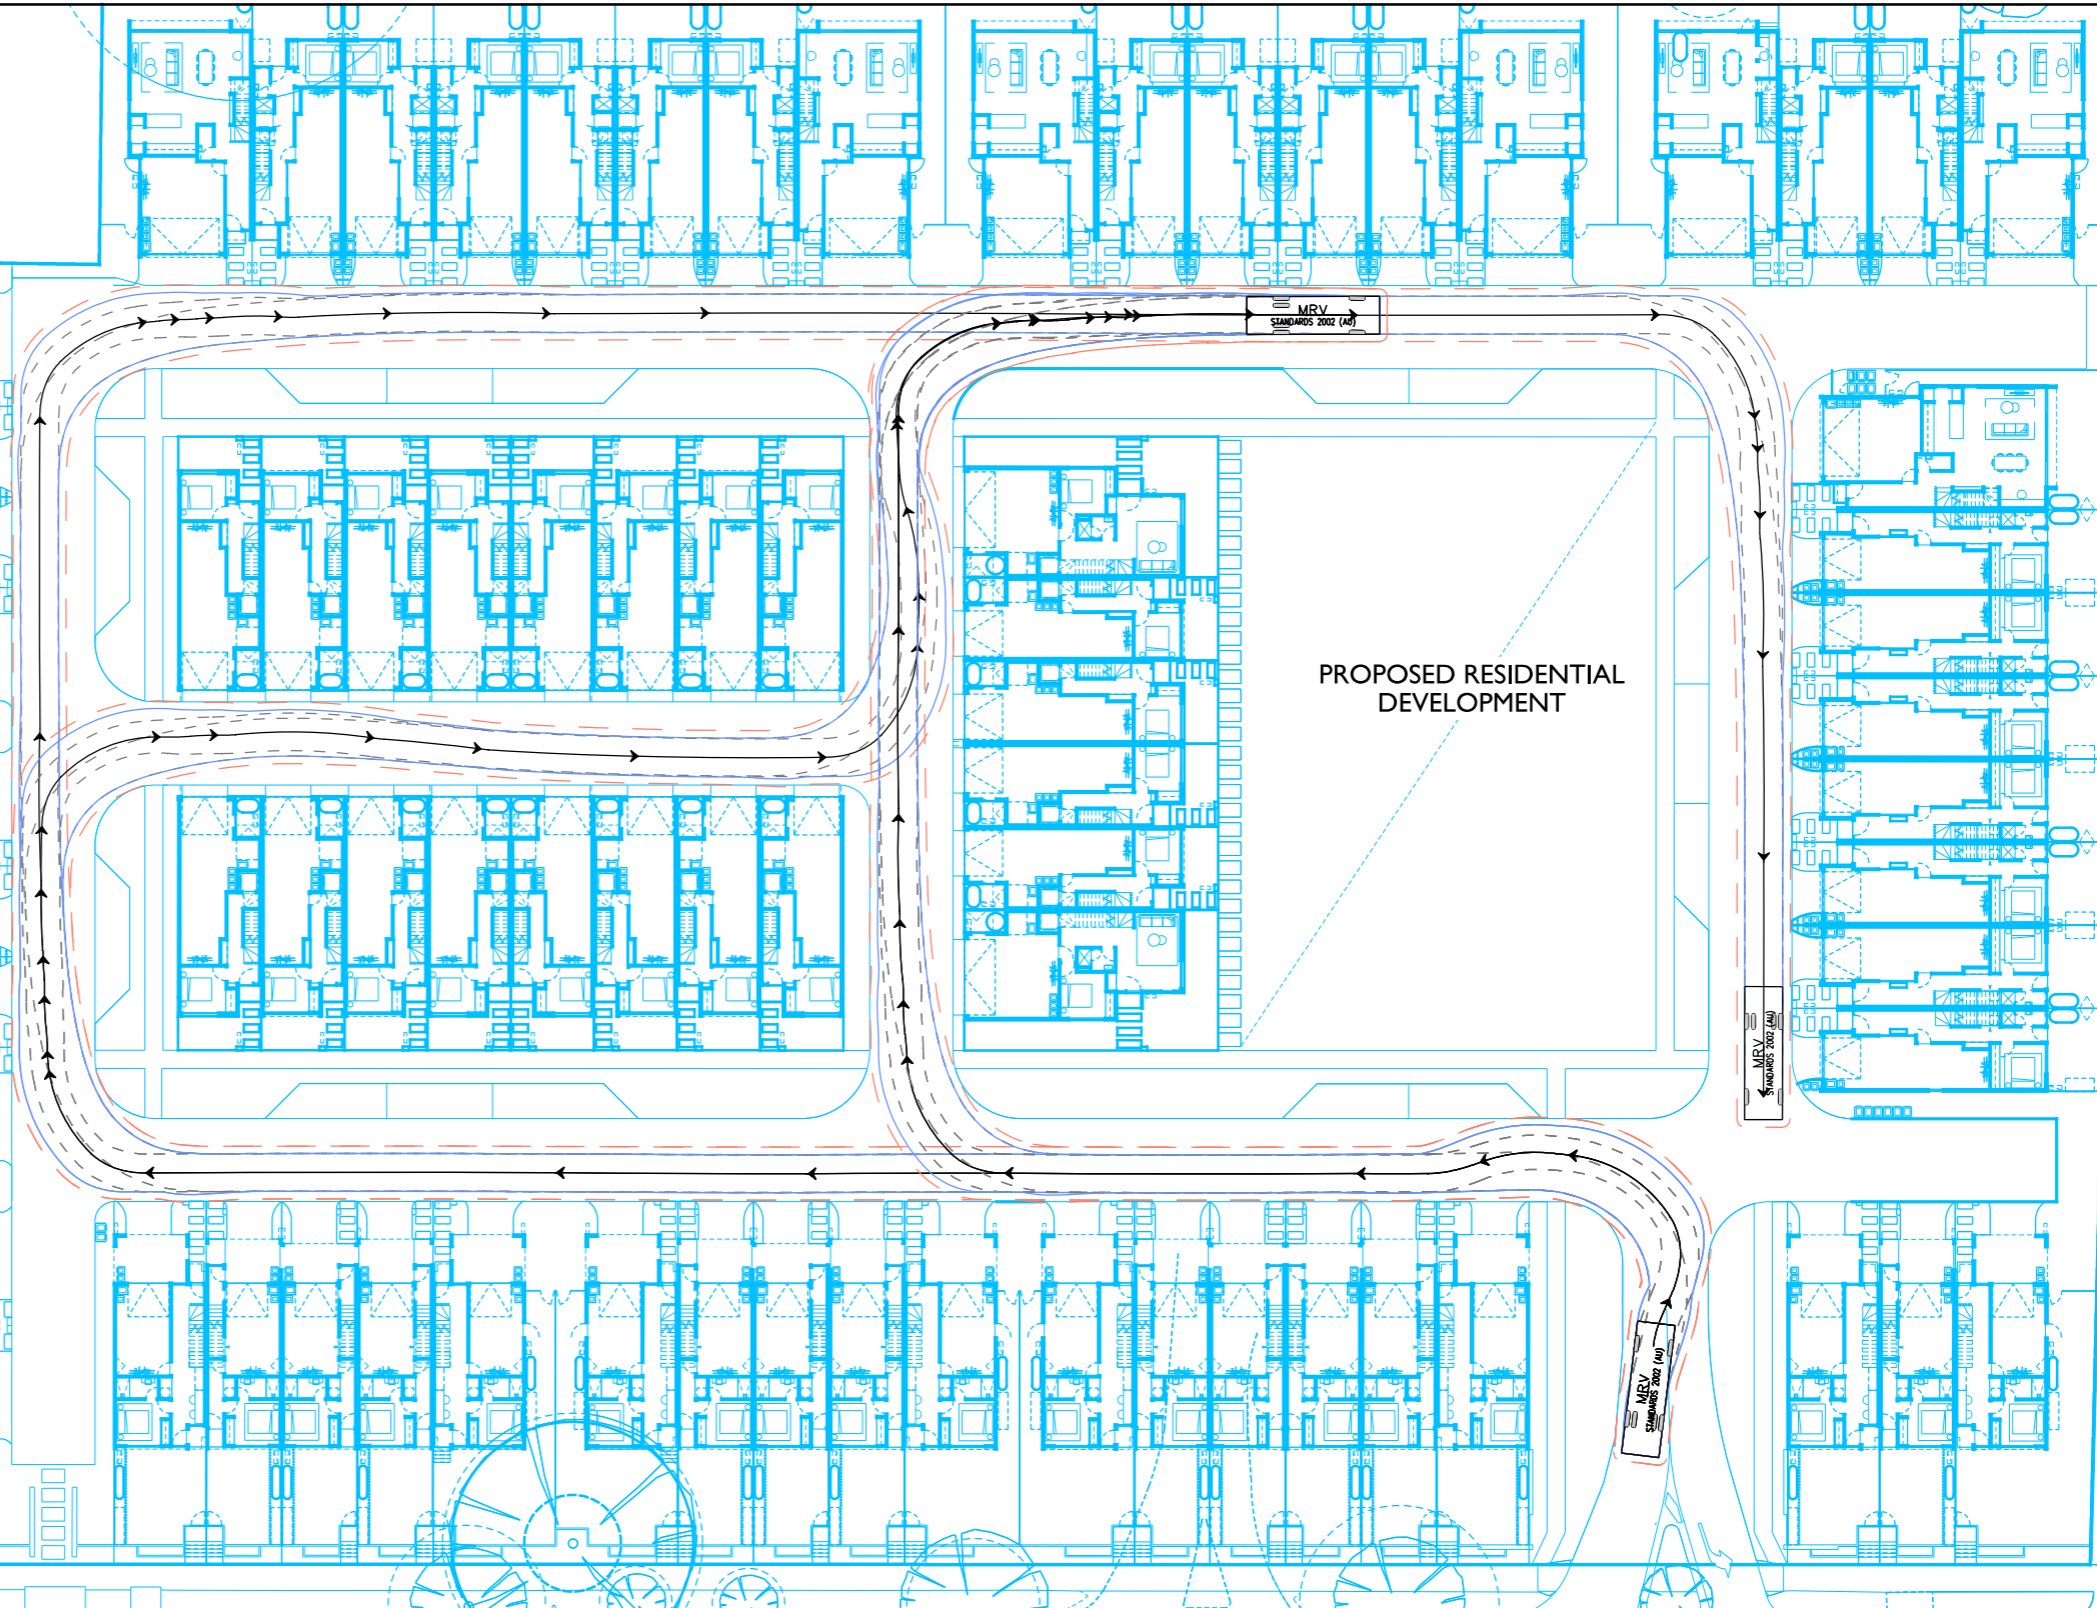 MRV
STANDARDS 2002 (AU)
PROPOSED RESIDENTIAL
DEVELOPMENT
MRV
STANDARDS 2002 (AU)
MRV
STANDARDS 2002 (AU)